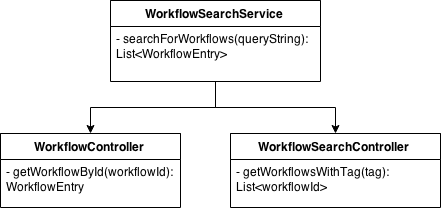 WorkflowSearchService
- searchForWorkflows(queryString):
List<WorkflowEntry>
WorkflowController
- getWorkflowById(workflowId):
WorkflowEntry
WorkflowSearchController
- getWorkflowsWithTag(tag):
List<workflowId>